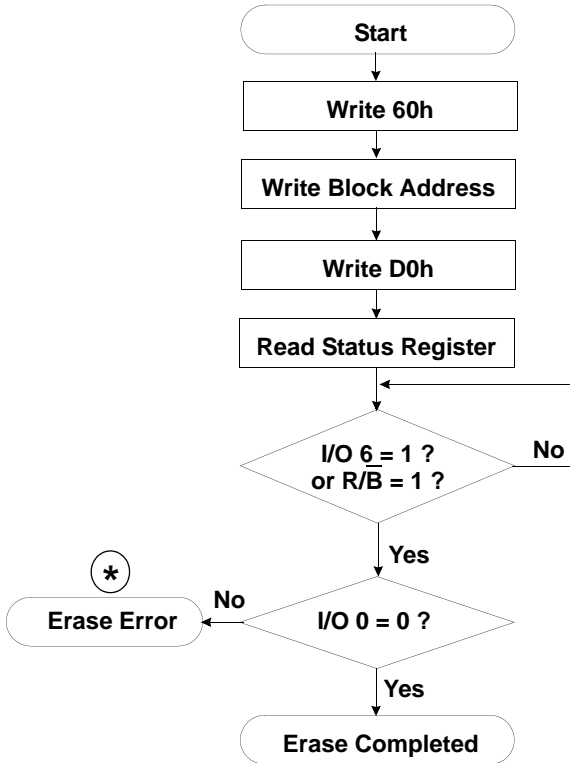 Start
Write 60h
Write Block Address
Write D0h
Read Status Register
I/O 6 = 1 ?
or R/B̅ = 1 ?
No
Yes
*
No
Erase Error
I/O 0 = 0 ?
Yes
Erase Completed